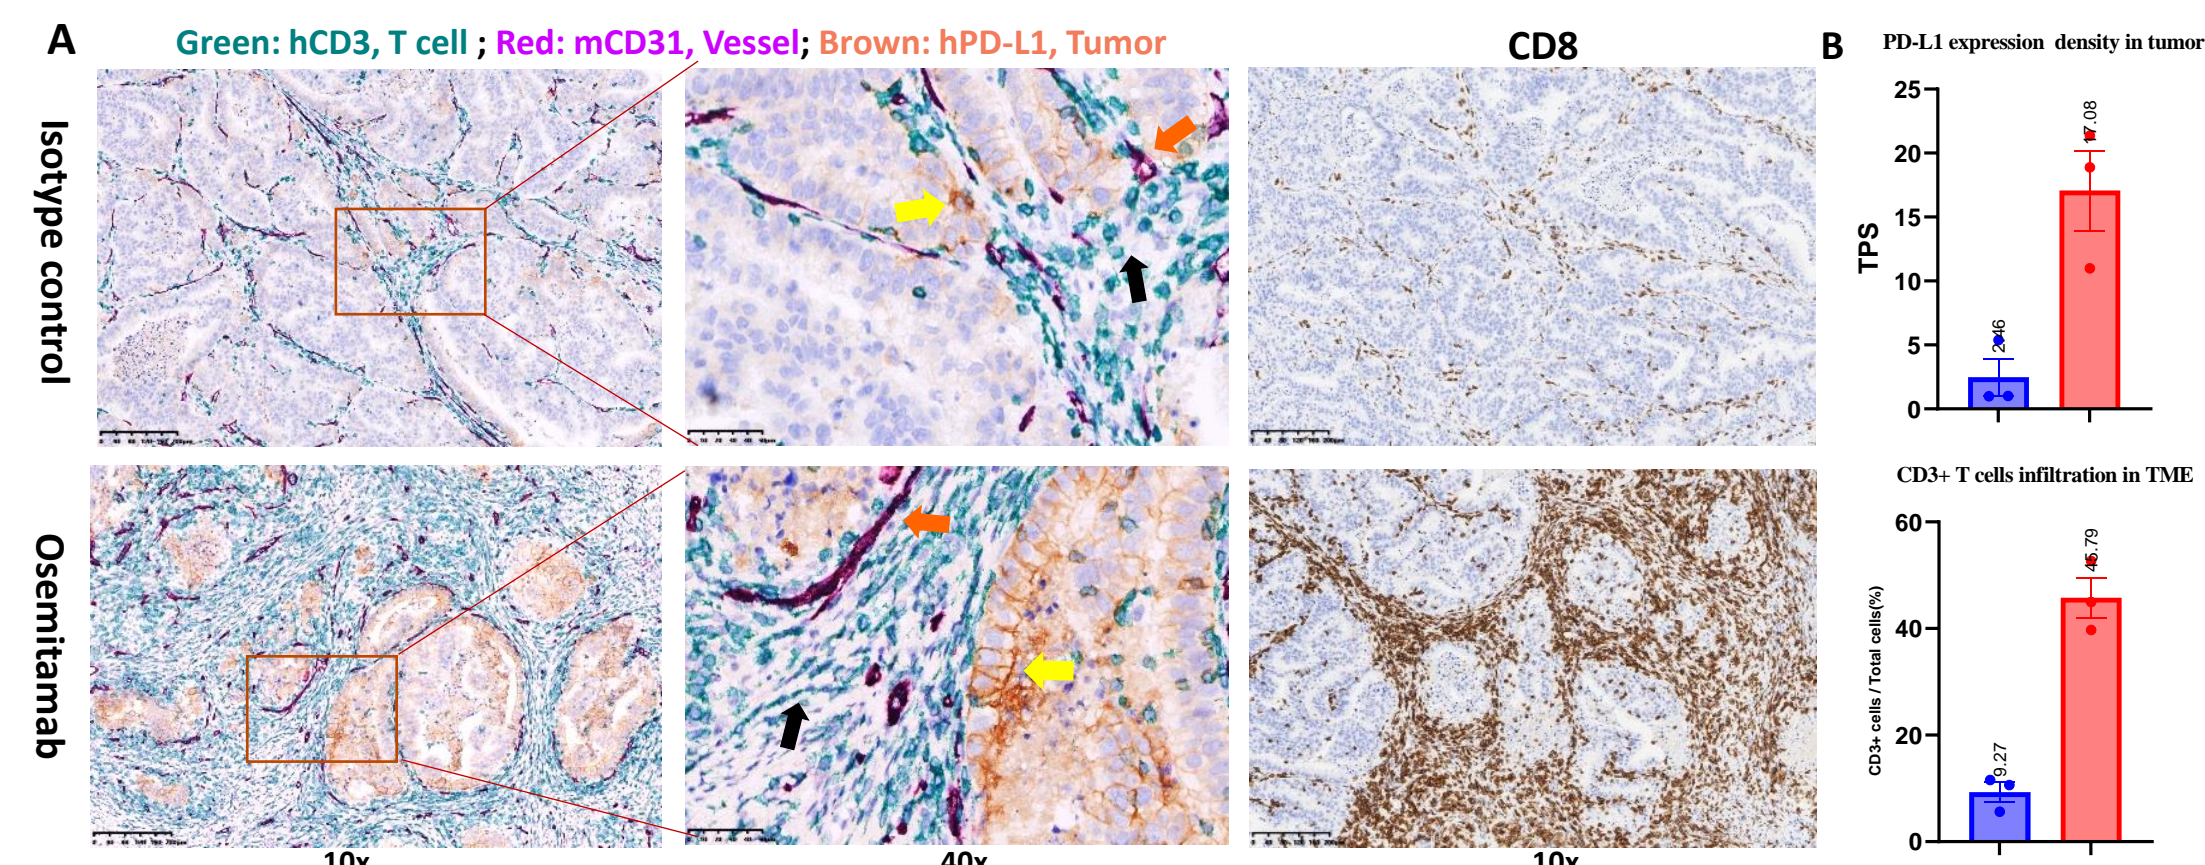 A
Green: hCD3, T cell ; Red: mCD31, Vessel; Brown: hPD-L1, Tumor
CD8
B
PD-L1 expression density in tumor
Isotype control
Osemitamab
25
20
15
10
5
0
TPS
2.46
17.08
CD3+ T cells infiltration in TME
60
40
20
0
CD3+ cells / Total cells(%)
9.27
45.79
10x
40x
10x